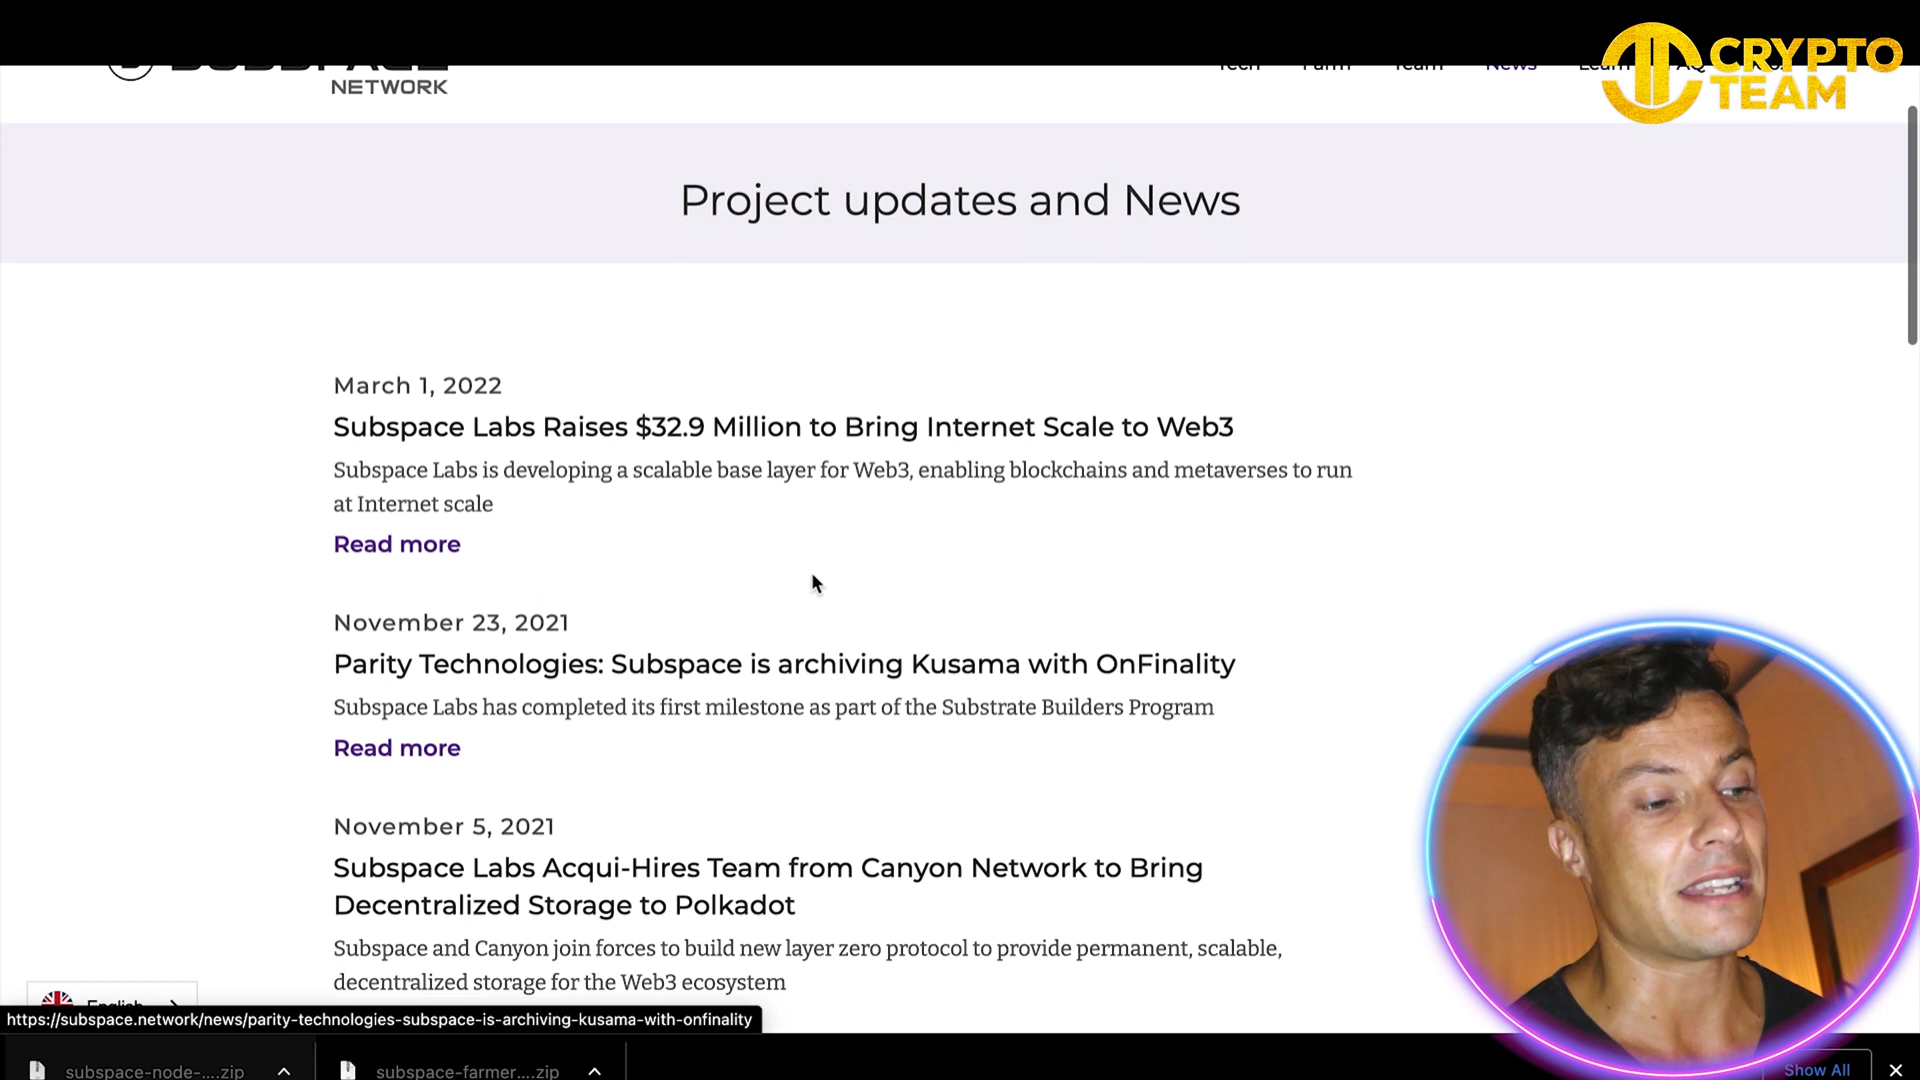 CRYPTO
TEAM
NETWORK
Tech Farm Team News
Project updates and News
March 1, 2022
Subspace Labs Raises $32.9 Million to Bring Internet Scale to Web3
Subspace Labs is developing a scalable base layer for Web3, enabling blockchains and metaverses to run
at Internet scale
Read more
November 23, 2021
Parity Technologies: Subspace is archiving Kusama with OnFinality
Subspace Labs has completed its first milestone as part of the Substrate Builders Program
Read more
November 5, 2021
Subspace Labs Acqui-Hires Team from Canyon Network to Bring
Decentralized Storage to Polkadot
Subspace and Canyon join forces to build new layer zero protocol to provide permanent, scalable,
decentralized storage for the Web3 ecosystem
English
https://subspace.network/news/parity-technologies-subspace-is-archiving-kusama-with-onfinality
subspace-node-....zip
subspace-farmer....zip
Show All